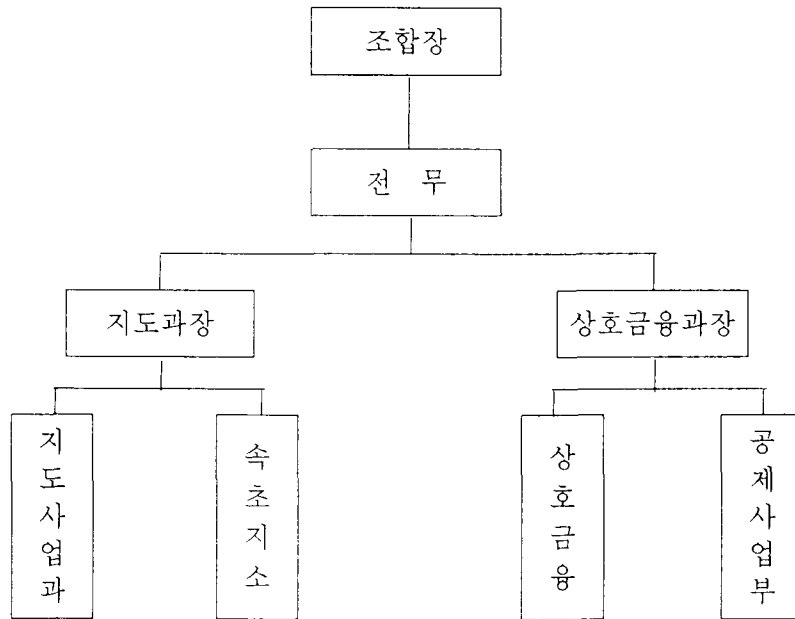 조합장
전 무
지도과장
상호금융과장
지도사업과
속초지소
상호금융
공제사업부